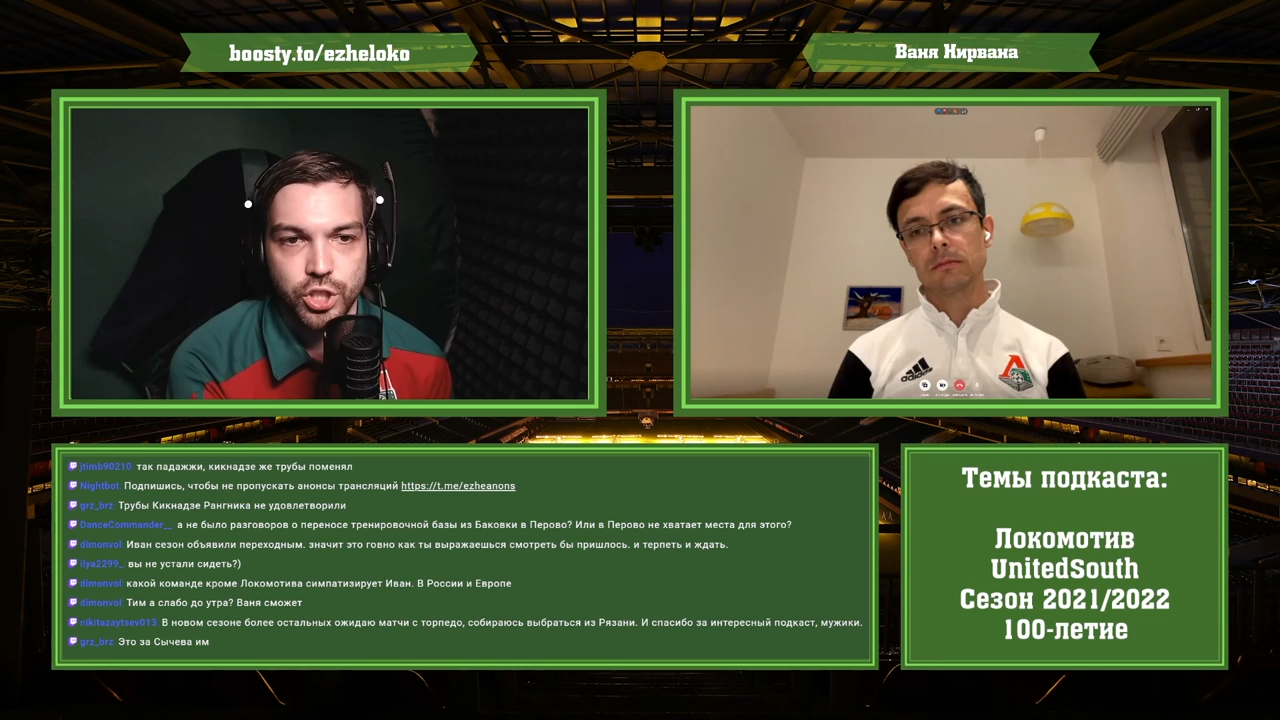 boosty.to/ezheloko
Ваня Нирвана
adidas
jtimb90210: так падажжи, кикнадзе же трубы поменял
Nightbot: Подпишись, чтобы не пропускать анонсы трансляций https://t.me/ezheanons
grz_brz: Трубы Кикнадзе Рангника не удовлетворили
DanceCommander__: а не было разговоров о переносе тренировочной базы из Баковки в Перово? Или в Перово не хватает места для этого?
dimonvol: Иван сезон объявили переходным. значит это говно как ты выражаешься смотреть бы пришлось. и терпеть и ждать.
ilya2299_: вы не устали сидеть?)
dimonvol: какой команде кроме Локомотива симпатизирует Иван. В России и Европе
dimonvol: Тим а слабо до утра? Ваня сможет
nikitazaytsev013: В новом сезоне более остальных ожидаю матчи с торпедо, собираюсь выбраться из Рязани. И спасибо за интересный подкаст, мужики.
grz_brz: Это за Сычева им
Темы подкаста:
Локомотив
UnitedSouth
Сезон 2021/2022
100-летие